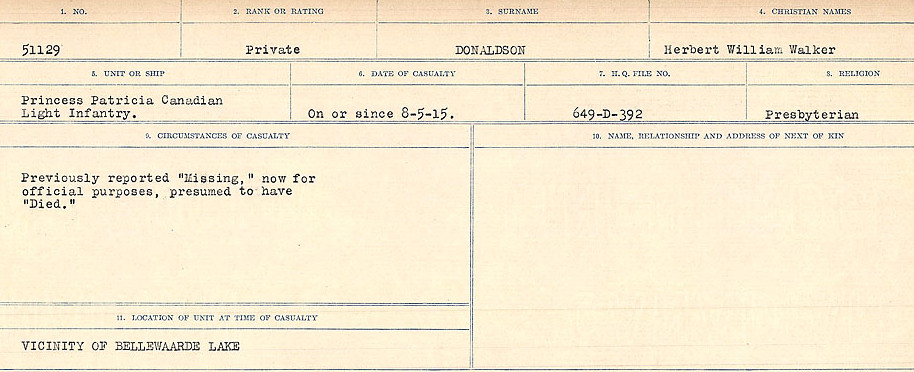 1. NO.
2. RANK OR RATING
3. SURNAME
4. CHRISTIAN NAMES
51129
Private
DONALDSON
Herbert William Walker
5. UNIT OR SHIP
6. DATE OF CASUALTY
7. H. Q. FILE NO.
8. RELIGION
Princess Patricia Canadian
Light Infantry.
On or since 8-5-15.
649-D-392
Presbyterian
9. CIRCUMSTANCES OF CASUALTY
10. NAME, RELATIONSHIP AND ADDRESS OF NEXT OF KIN
Previously reported "Missing," now for
official purposes, presumed to have
"Died."
11. LOCATION OF UNIT AT TIME OF CASUALTY
VICINITY OF BELLEWAARDE LAKE